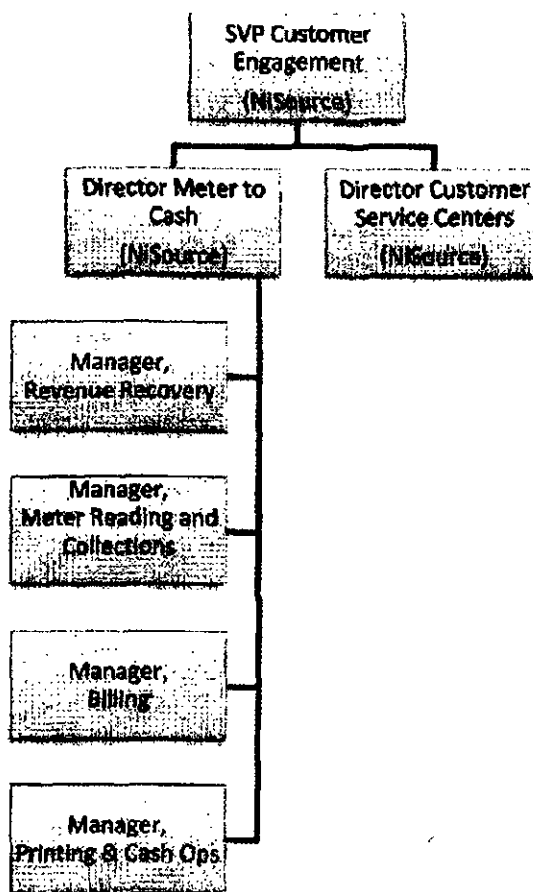 SVP Customer
Engagement
(NiSource)
Director Meter to
Cash
(NiSource)
Director Customer
Service Centers
(NiSource)
Manager,
Revenue Recovery
Manager,
Meter Reading and
Collections
Manager,
Billing
Manager,
Printing & Cash Ops